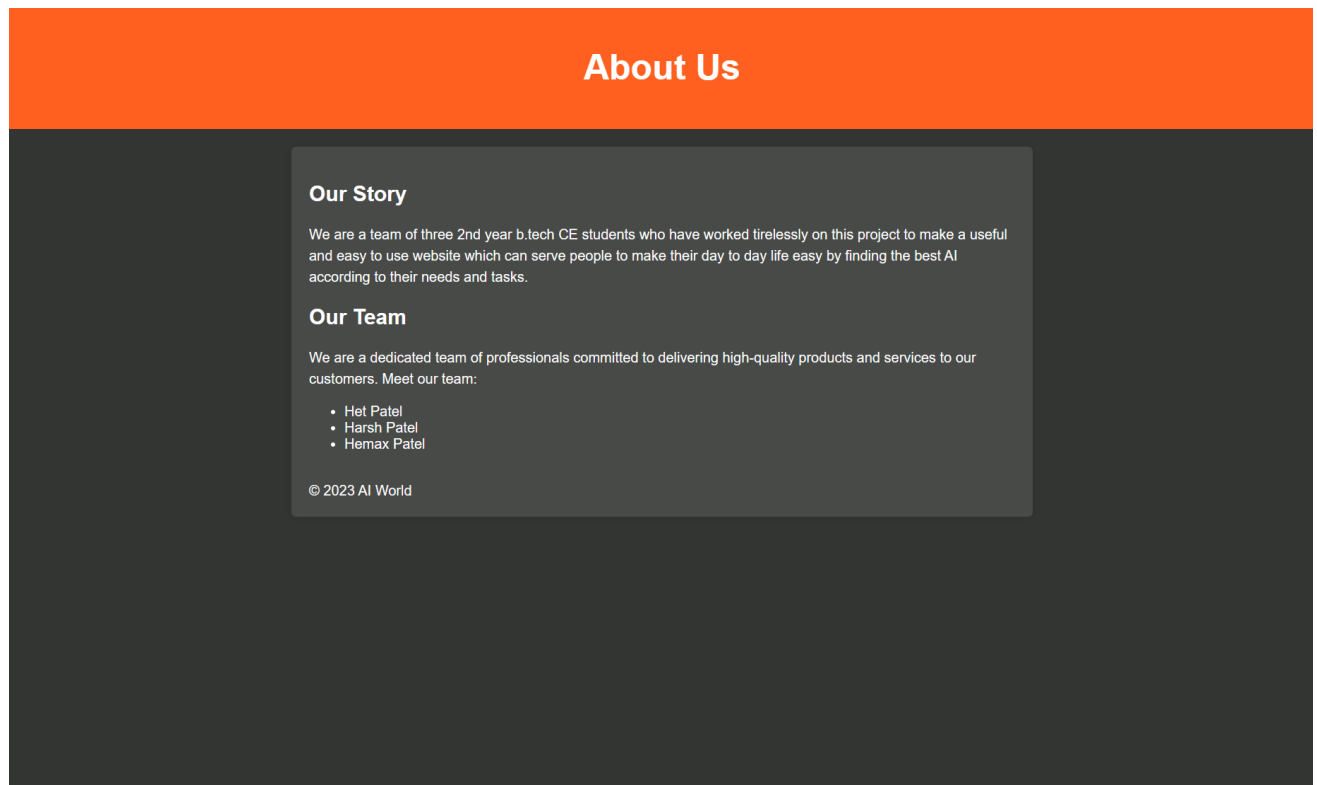 About Us
Our Story
We are a team of three 2nd year b.tech CE students who have worked tirelessly on this project to make a useful
and easy to use website which can serve people to make their day to day life easy by finding the best AI
according to their needs and tasks.
Our Team
We are a dedicated team of professionals committed to delivering high-quality products and services to our
customers. Meet our team:
• Het Patel
• Harsh Patel
• Hemax Patel
© 2023 AI World